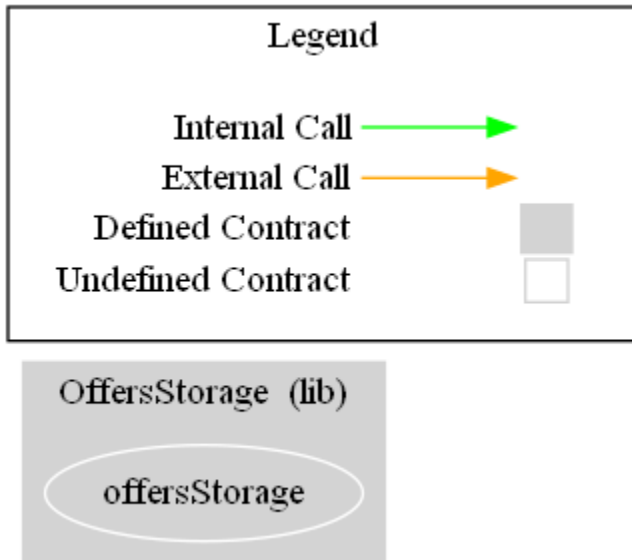 Legend
Internal Call
External Call
Defined Contract
Undefined Contract
OffersStorage (lib)
offersStorage